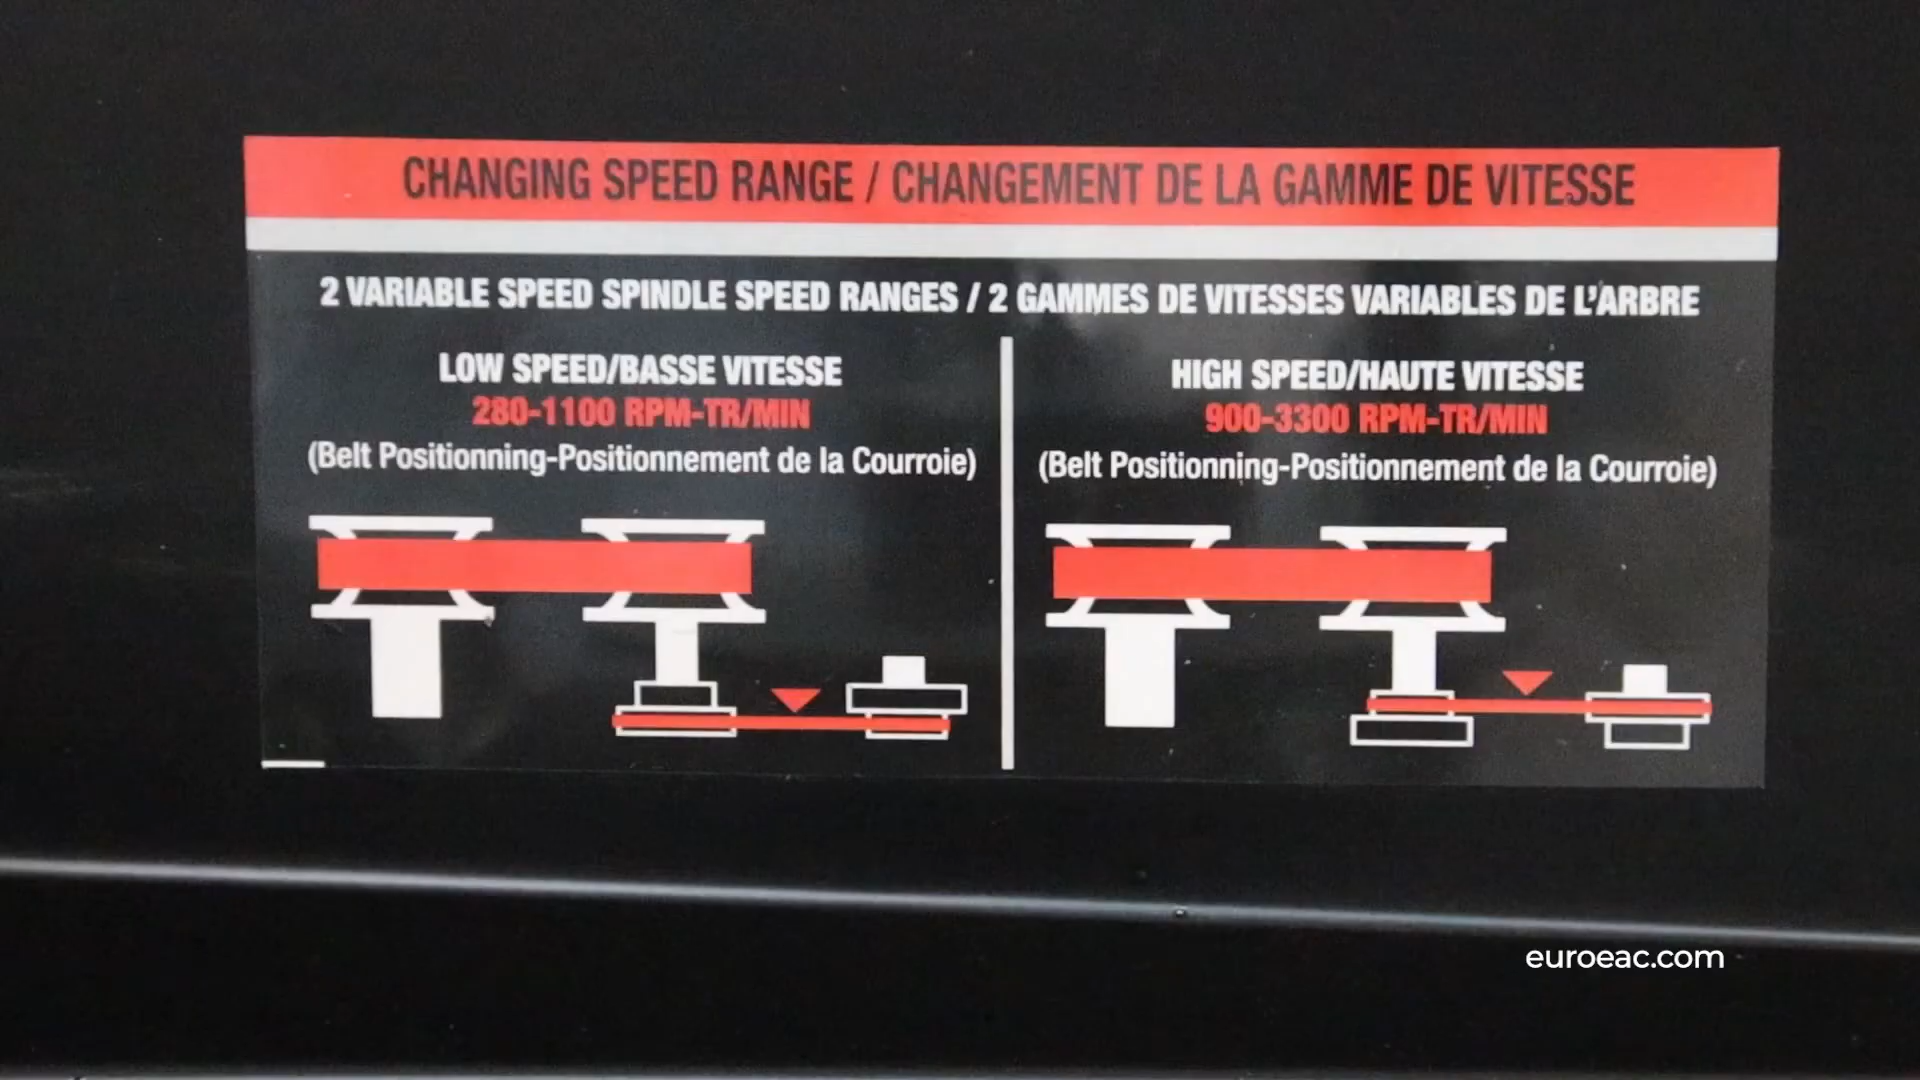 CHANGING SPEED RANGE / CHANGEMENT DE LA GAMME DE VITESSE
2 VARIABLE SPEED SPINDLE SPEED RANGES / 2 GAMMES DE VITESSES VARIABLES DE L'ARBRE
LOW SPEED/BASSE VITESSE
280-1100 RPM-TR/MIN
(Belt Positionning-Positionnement de la Courroie)
HIGH SPEED/HAUTE VITESSE
900-3300 RPM-TR/MIN
(Belt Positionning-Positionnement de la Courroie)
euroeac.com